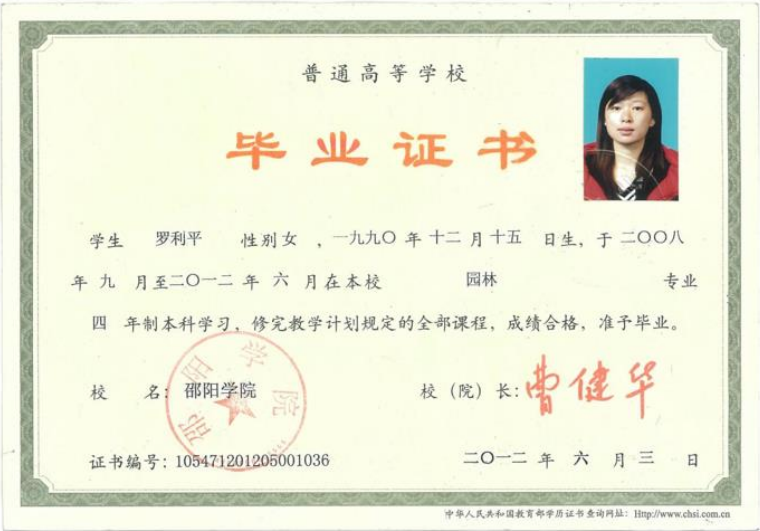 普通高等学校
毕业证书
学生 罗利平 性别 女 ，一九九〇 年 十二 月 十五 日生，于 二〇〇八
年 九 月至 二〇一二 年 六 月在本校 园林 专业
四 年制本科学习，修完教学计划规定的全部课程，成绩合格，准予毕业。
校 名：邵阳学院 校（院）长：曹健华
邵阳学院
证书编号：105471201205001036 二〇一二 年 六 月 三 日
中华人民共和国教育部学历证书查询网址：Http://www.chsi.com.cn